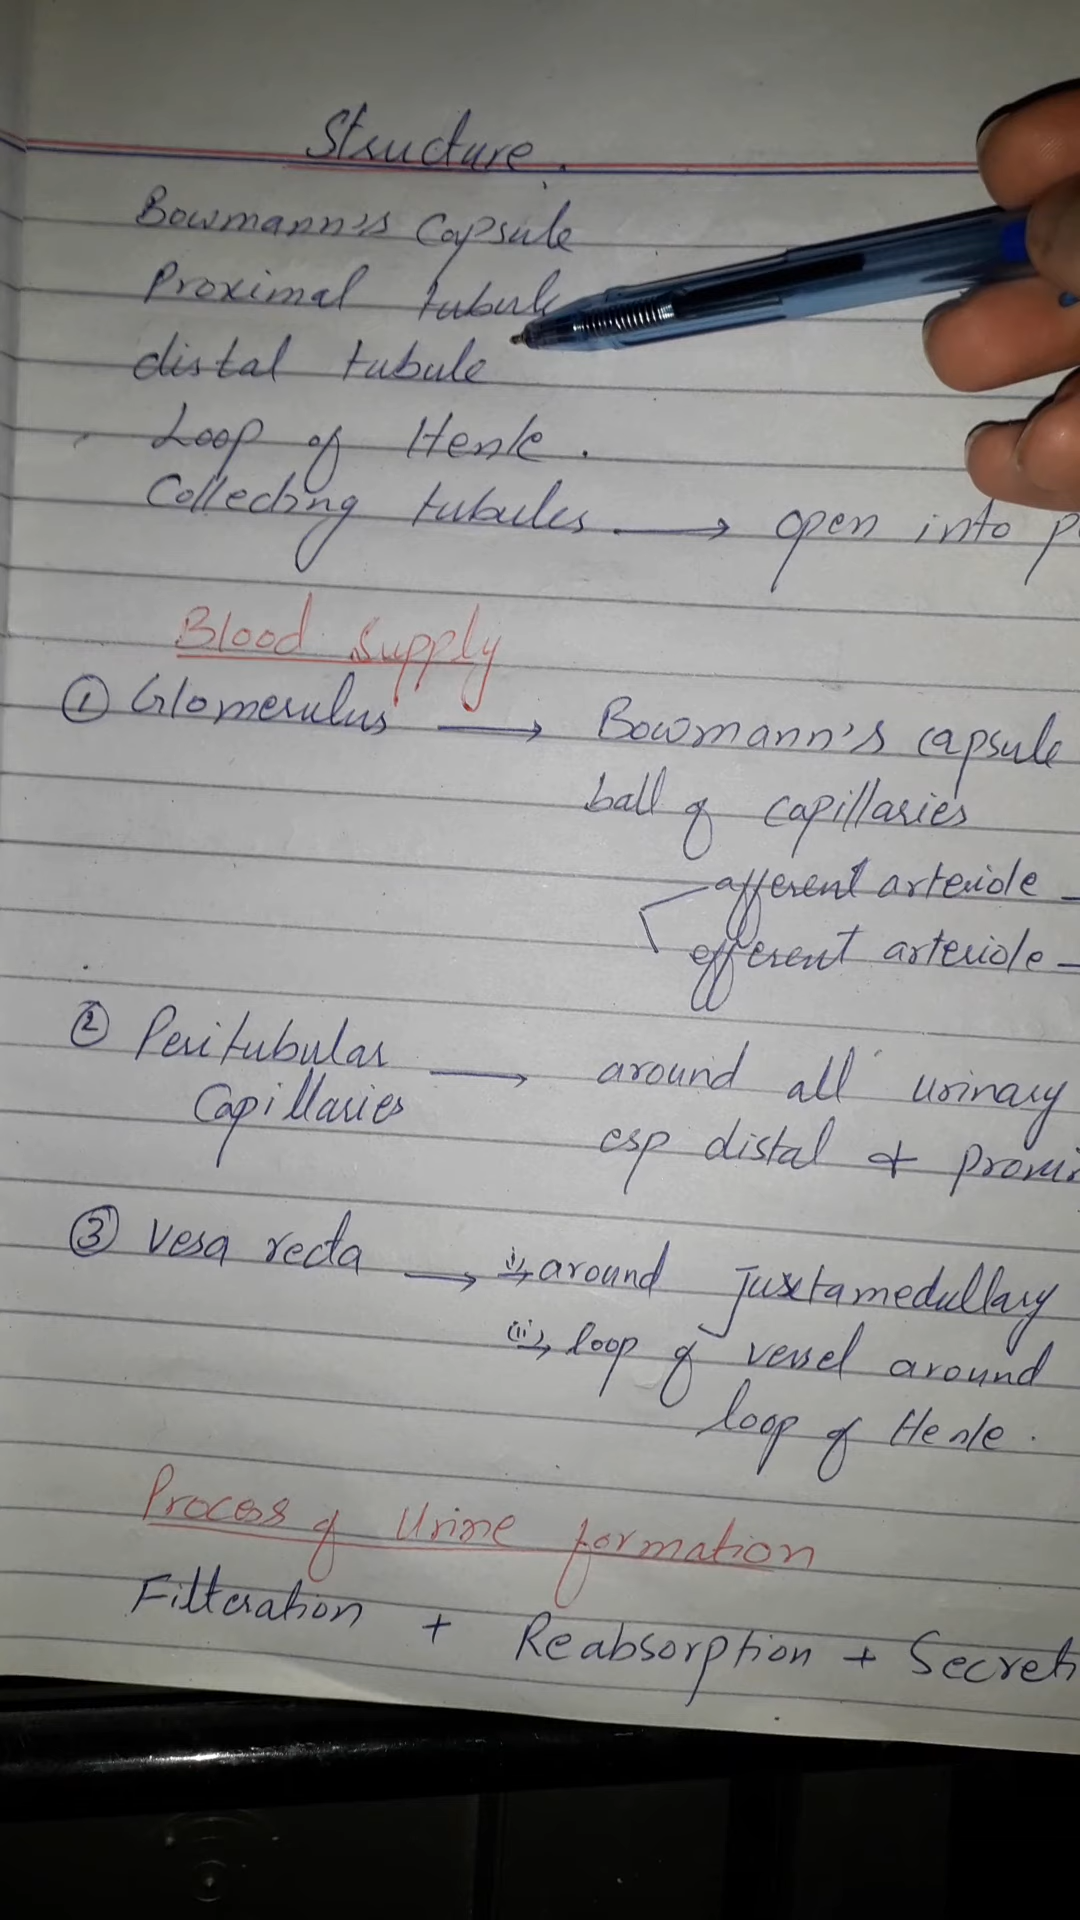 Structure.
Bowmann's Capsule
Proximal tubule
distal tubule
Loop of Henle.
Collecting tubules → open into
Blood supply
① Glomerulus → Bowmann's capsule
ball of capillaries
afferent arteriole -
efferent arteriole -
② Peritubular → around all urinary
Capillaries esp distal + proxim
③ Vesa recta → i, around Juxtamedullary
(ii), loop of vessel around
loop of Henle.
Process of Urine formation
Filteration + Reabsorption + Secreti